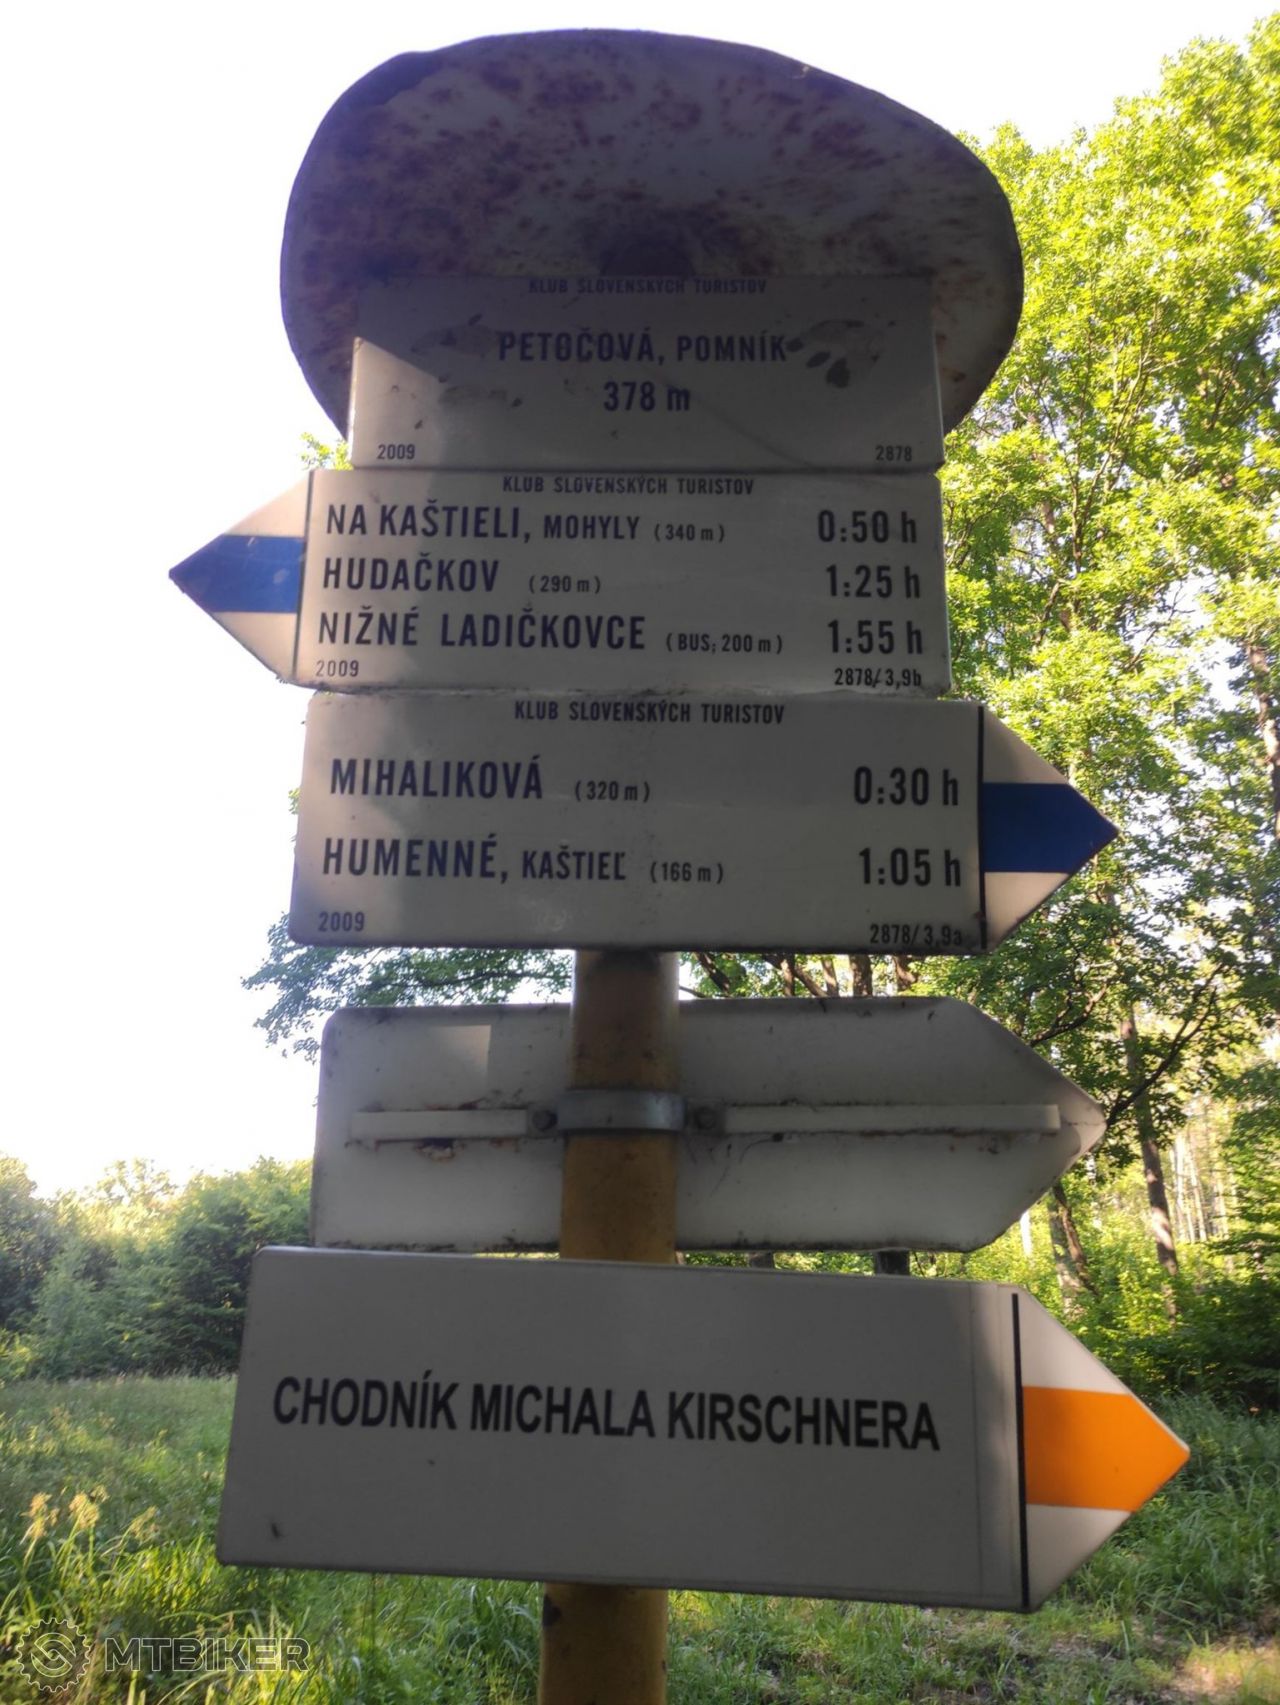 KLUB SLOVENSKÝCH TURISTOV
PETOČOVÁ, POMNÍK
378 m
2009 2878
KLUB SLOVENSKÝCH TURISTOV
NA KAŠTIELI, MOHYLY (340 m) 0:50 h
HUDAČKOV (290 m) 1:25 h
NIŽNÉ LADIČKOVCE (BUS; 200 m) 1:55 h
2009 2878/3,9b
KLUB SLOVENSKÝCH TURISTOV
MIHALIKOVÁ (320 m) 0:30 h
HUMENNÉ, KAŠTIEĽ (166 m) 1:05 h
2009 2878/3,9a
CHODNÍK MICHALA KIRSCHNERA
MTBIKER